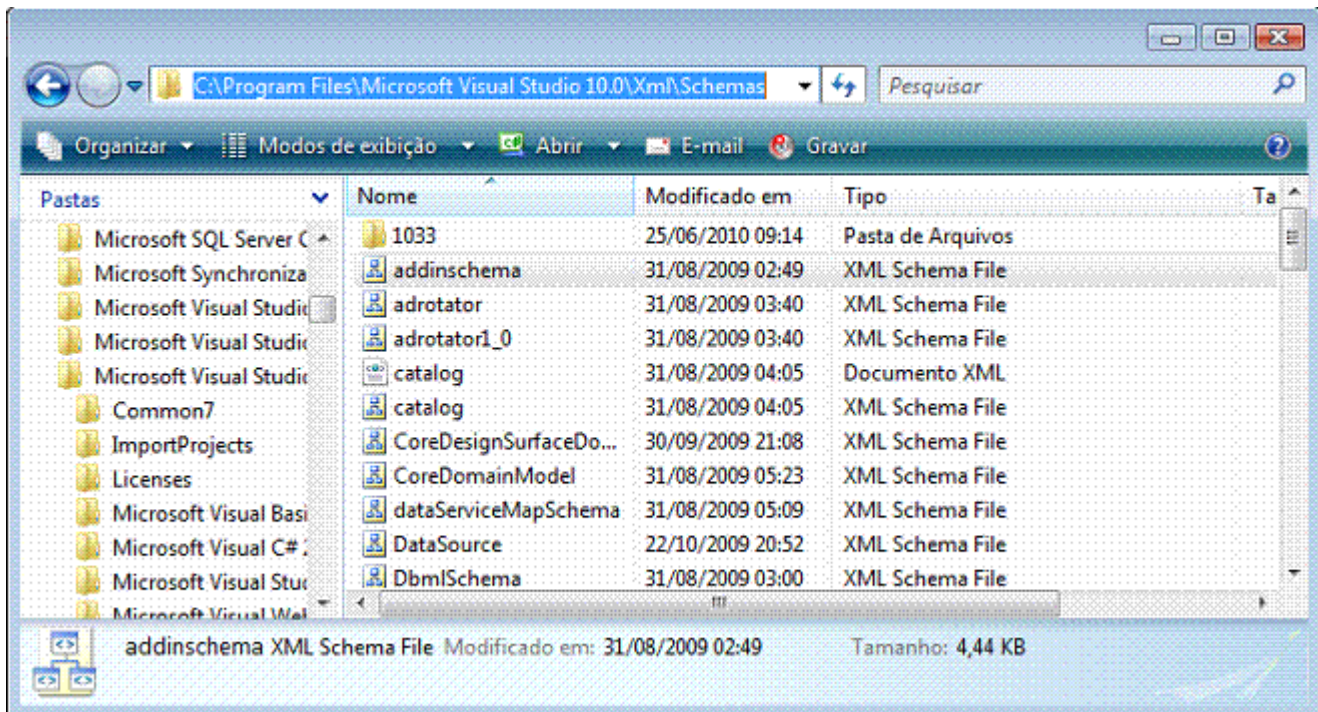 C:\Program Files\Microsoft Visual Studio 10.0\Xml\Schemas Pesquisar
Organizar Modos de exibição Abrir E-mail Gravar
Pastas
Microsoft SQL Server C
Microsoft Synchroniza
Microsoft Visual Studio
Microsoft Visual Studio
Microsoft Visual Studio
Common7
ImportProjects
Licenses
Microsoft Visual Basi
Microsoft Visual C# 2
Microsoft Visual Stud
Microsoft Visual Web
Nome Modificado em Tipo Ta
1033 25/06/2010 09:14 Pasta de Arquivos
addinschema 31/08/2009 02:49 XML Schema File
adrotator 31/08/2009 03:40 XML Schema File
adrotator1_0 31/08/2009 03:40 XML Schema File
catalog 31/08/2009 04:05 Documento XML
catalog 31/08/2009 04:05 XML Schema File
CoreDesignSurfaceDo... 30/09/2009 21:08 XML Schema File
CoreDomainModel 31/08/2009 05:23 XML Schema File
dataServiceMapSchema 31/08/2009 05:09 XML Schema File
DataSource 22/10/2009 20:52 XML Schema File
DbmlSchema 31/08/2009 03:00 XML Schema File
addinschema XML Schema File Modificado em: 31/08/2009 02:49 Tamanho: 4,44 KB